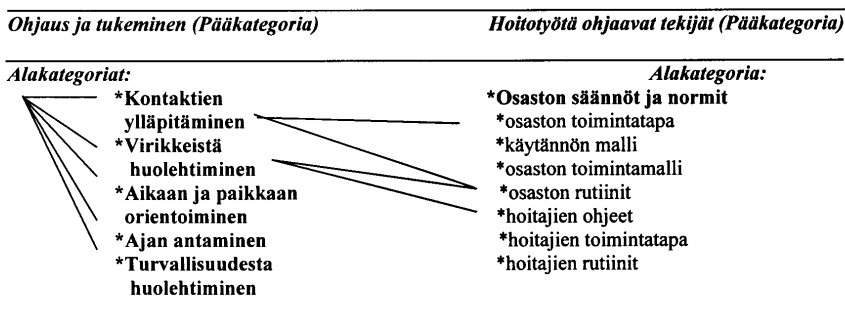 Ohjaus ja tukeminen (Pääkategoria)
Hoitotyötä ohjaavat tekijät (Pääkategoria)
Alakategoriat:
*Kontaktien
ylläpitäminen
*Virikkeistä
huolehtiminen
*Aikaan ja paikkaan
orientoiminen
*Ajan antaminen
*Turvallisuudesta
huolehtiminen
Alakategoria:
*Osaston säännöt ja normit
*osaston toimintatapa
*käytännön malli
*osaston toimintamalli
*osaston rutiinit
*hoitajien ohjeet
*hoitajien toimintatapa
*hoitajien rutiinit